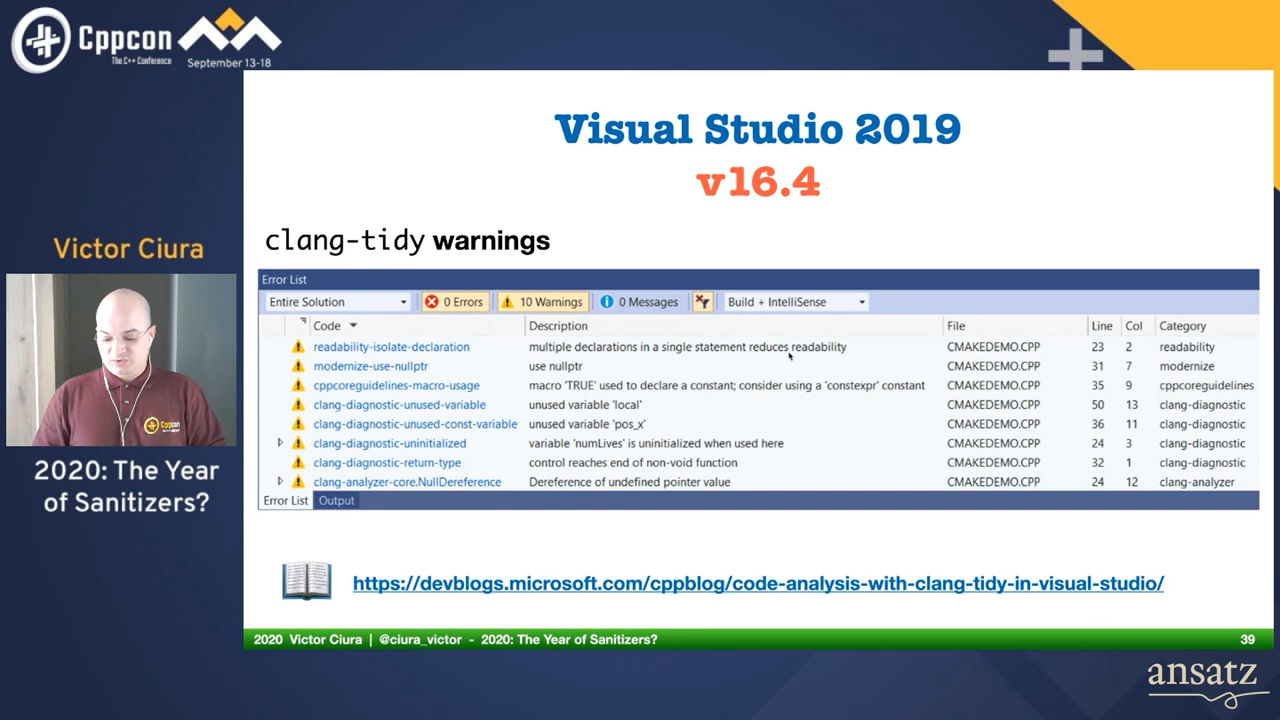 Cppcon
The C++ Conference
September 13-18
Visual Studio 2019
v16.4
Victor Ciura
2020: The Year
of Sanitizers?
clang-tidy warnings
Error List
Entire Solution 0 Errors 10 Warnings 0 Messages Build + IntelliSense
Code Description File Line Col Category
readability-isolate-declaration multiple declarations in a single statement reduces readability CMAKEDEMO.CPP 23 2 readability
modernize-use-nullptr use nullptr CMAKEDEMO.CPP 31 7 modernize
cppcoreguidelines-macro-usage macro 'TRUE' used to declare a constant; consider using a 'constexpr' constant CMAKEDEMO.CPP 35 9 cppcoreguidelines
clang-diagnostic-unused-variable unused variable 'local' CMAKEDEMO.CPP 50 13 clang-diagnostic
clang-diagnostic-unused-const-variable unused variable 'pos_x' CMAKEDEMO.CPP 36 11 clang-diagnostic
clang-diagnostic-uninitialized variable 'numLives' is uninitialized when used here CMAKEDEMO.CPP 24 3 clang-diagnostic
clang-diagnostic-return-type control reaches end of non-void function CMAKEDEMO.CPP 32 1 clang-diagnostic
clang-analyzer-core.NullDereference Dereference of undefined pointer value CMAKEDEMO.CPP 24 12 clang-analyzer
Error List Output
https://devblogs.microsoft.com/cppblog/code-analysis-with-clang-tidy-in-visual-studio/
2020 Victor Ciura | @ciura_victor - 2020: The Year of Sanitizers? 39
Cppcon
ansatz